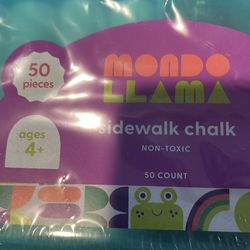 50
pieces
MONDO
LLAMA
ages
4+
sidewalk chalk
NON-TOXIC
50 COUNT